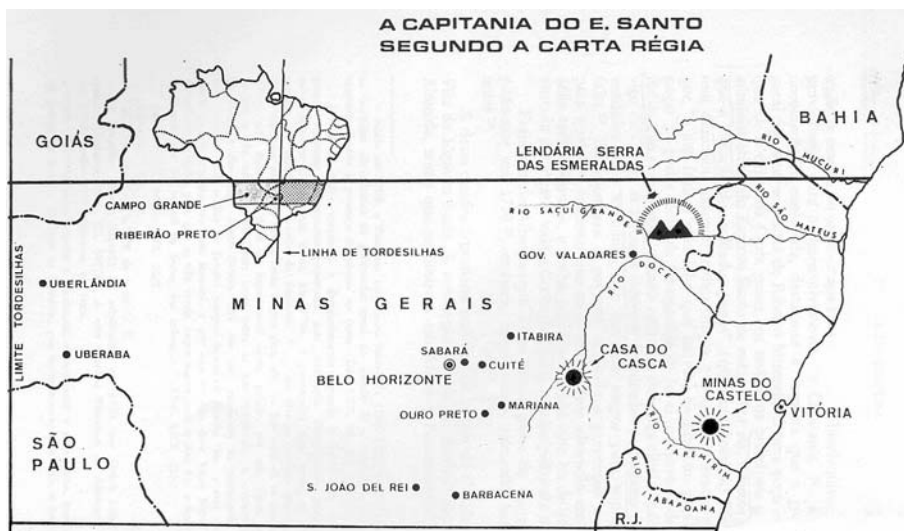 A CAPITANIA DO E. SANTO
SEGUNDO A CARTA RÉGIA
GOIÁS
BAHIA
LENDÁRIA SERRA
DAS ESMERALDAS
RIO MUCURI
CAMPO GRANDE
RIBEIRÃO PRETO
RIO SAÇUÍ GRANDE
RIO SÃO MATEUS
LINHA DE TORDESILHAS
GOV. VALADARES
LIMITE TORDESILHAS
UBERLÂNDIA
RIO DOCE
MINAS GERAIS
ITABIRA
SABARÁ
UBERABA
CUITÉ
CASA DO
CASCA
BELO HORIZONTE
MINAS DO
CASTELO
MARIANA
OURO PRETO
VITÓRIA
SÃO
PAULO
RIO ITAPEMIRIM
S. JOAO DEL REI
BARBACENA
RIO ITABAPOANA
R.J.